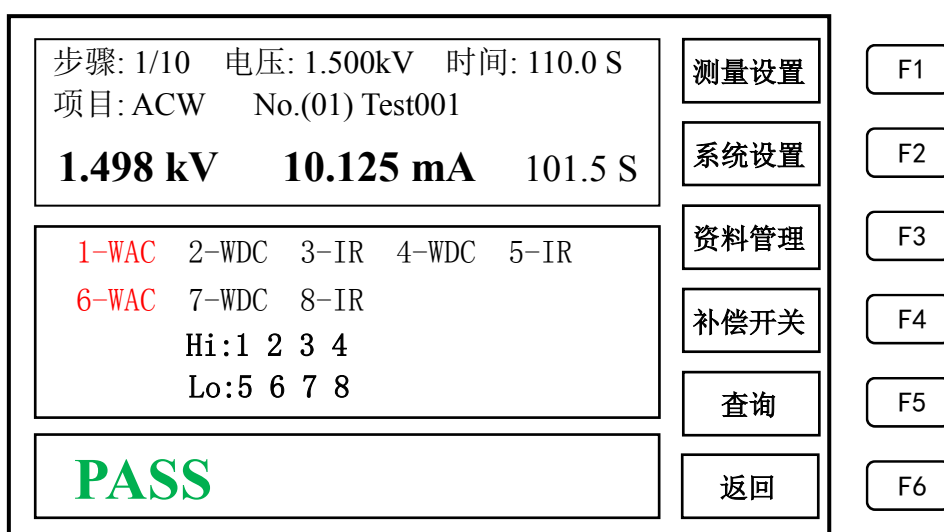 步骤: 1/10 电压: 1.500kV 时间: 110.0 S
项目: ACW No.(01) Test001
1.498 kV 10.125 mA 101.5 S
1-WAC 2-WDC 3-IR 4-WDC 5-IR
6-WAC 7-WDC 8-IR
Hi:1 2 3 4
Lo:5 6 7 8
PASS
测量设置 F1
系统设置 F2
资料管理 F3
补偿开关 F4
查询 F5
返回 F6